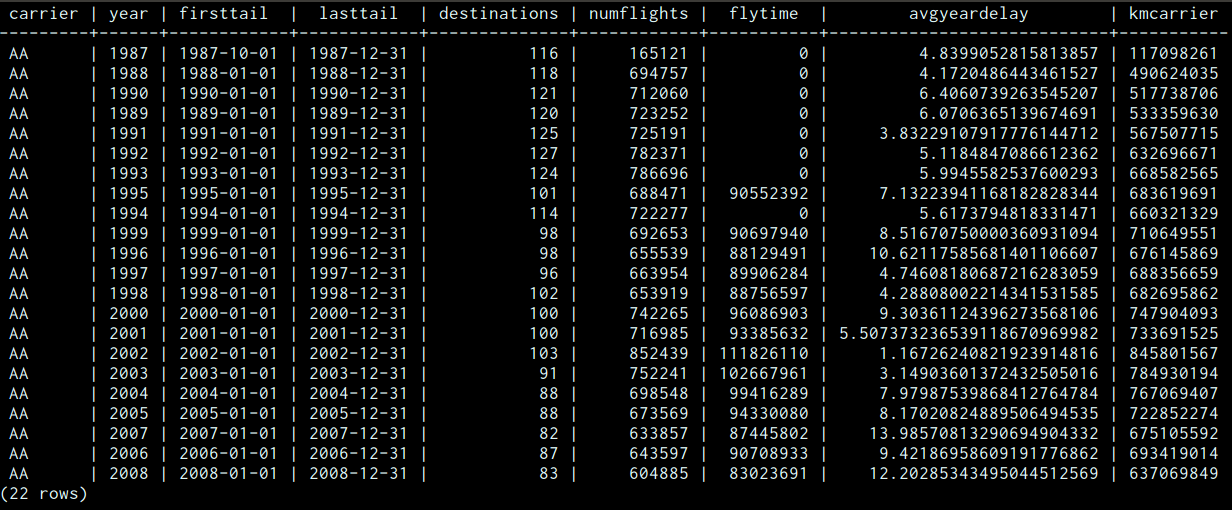 carrier | year | firsttail | lasttail | destinations | numflights | flytime | avgyeardelay | kmcarrier
---------+------+------------+------------+--------------+------------+-----------+----------------------------+-----------
AA | 1987 | 1987-10-01 | 1987-12-31 | 116 | 165121 | 0 | 4.8399052815813857 | 117098261
AA | 1988 | 1988-01-01 | 1988-12-31 | 118 | 694757 | 0 | 4.1720486443461527 | 490624035
AA | 1990 | 1990-01-01 | 1990-12-31 | 121 | 712060 | 0 | 6.4060739263545207 | 517738706
AA | 1989 | 1989-01-01 | 1989-12-31 | 120 | 723252 | 0 | 6.0706365139674691 | 533359630
AA | 1991 | 1991-01-01 | 1991-12-31 | 125 | 725191 | 0 | 3.83229107917776144712 | 567507715
AA | 1992 | 1992-01-01 | 1992-12-31 | 127 | 782371 | 0 | 5.1184847086612362 | 632696671
AA | 1993 | 1993-01-01 | 1993-12-31 | 124 | 786696 | 0 | 5.9945582537600293 | 668582565
AA | 1995 | 1995-01-01 | 1995-12-31 | 101 | 688471 | 90552392 | 7.1322394116818282​8344 | 683619691
AA | 1994 | 1994-01-01 | 1994-12-31 | 114 | 722277 | 0 | 5.6173794818331471 | 660321329
AA | 1999 | 1999-01-01 | 1999-12-31 | 98 | 692653 | 90697940 | 8.51670750000360931094 | 710649551
AA | 1996 | 1996-01-01 | 1996-12-31 | 98 | 655539 | 88129491 | 10.62117585681401106607 | 676145869
AA | 1997 | 1997-01-01 | 1997-12-31 | 96 | 663954 | 89906284 | 4.74608180687216283059 | 688356659
AA | 1998 | 1998-01-01 | 1998-12-31 | 102 | 653919 | 88756597 | 4.28808002214341531585 | 682695862
AA | 2000 | 2000-01-01 | 2000-12-31 | 100 | 742265 | 96086903 | 9.30361124396273568106 | 747904093
AA | 2001 | 2001-01-01 | 2001-12-31 | 100 | 716985 | 93385632 | 5.507373236539118670969982 | 733691525
AA | 2002 | 2002-01-01 | 2002-12-31 | 103 | 852439 | 111826110 | 1.16726240821923914816 | 845801567
AA | 2003 | 2003-01-01 | 2003-12-31 | 91 | 752241 | 102667961 | 3.14903601372432505016 | 784930194
AA | 2004 | 2004-01-01 | 2004-12-31 | 88 | 698548 | 99416289 | 7.97987539868412764784 | 767069407
AA | 2005 | 2005-01-01 | 2005-12-31 | 88 | 673569 | 94330080 | 8.17020824889506494535 | 722852274
AA | 2007 | 2007-01-01 | 2007-12-31 | 82 | 633857 | 87445802 | 13.98570813290694904332 | 675105592
AA | 2006 | 2006-01-01 | 2006-12-31 | 87 | 643597 | 90708933 | 9.42186958609191776862 | 693419014
AA | 2008 | 2008-01-01 | 2008-12-31 | 83 | 604885 | 83023691 | 12.20285343495044512569 | 637069849
(22 rows)